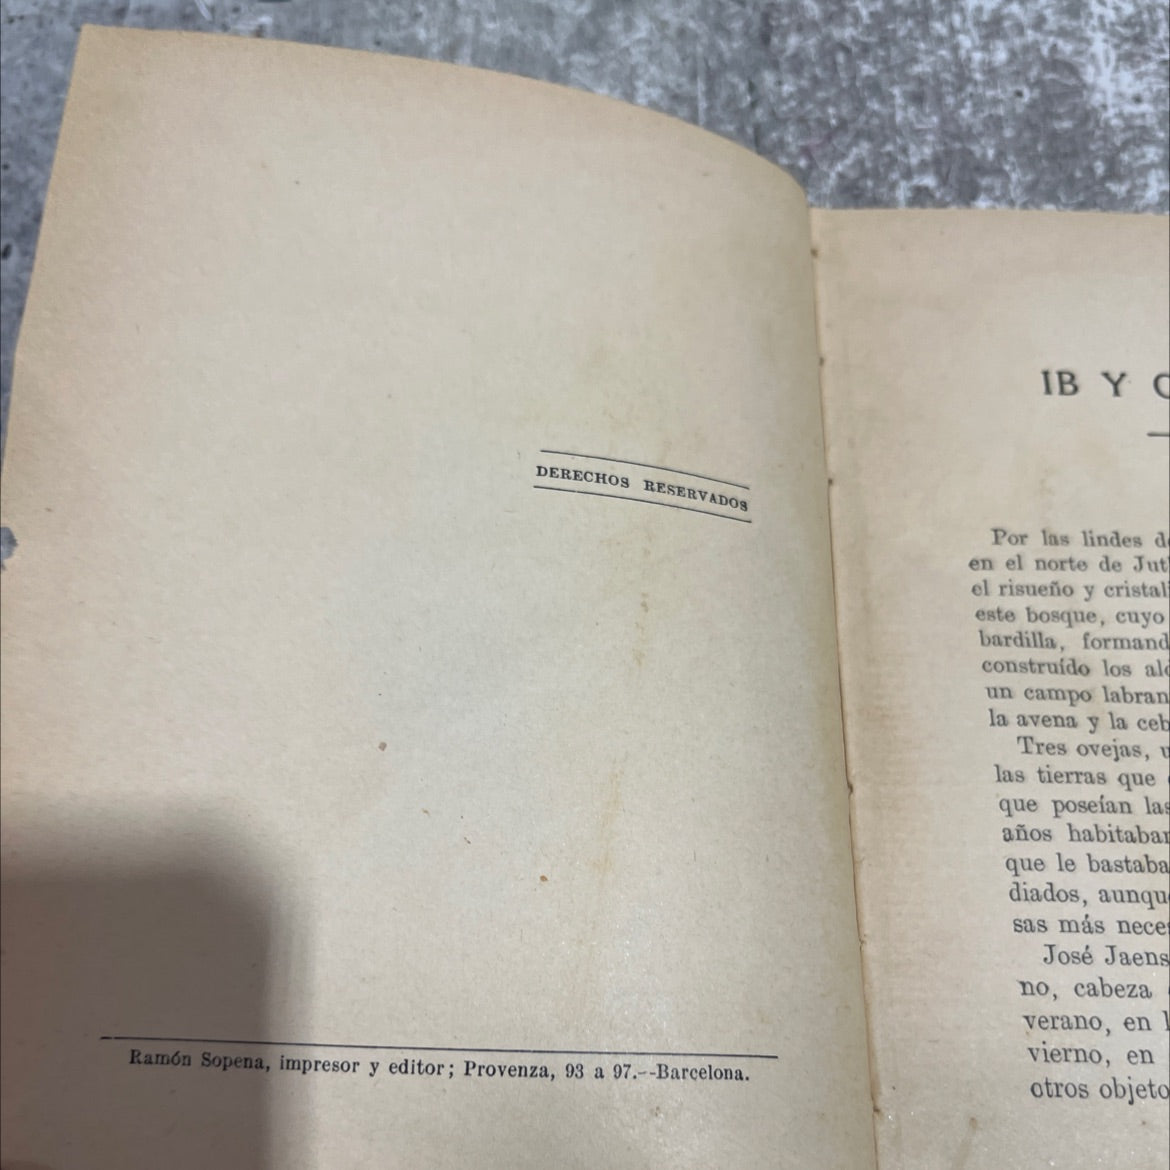 DERECHOS RESERVADOS
Ramón Sopena, impresor y editor; Provenza, 93 a 97.--Barcelona.
IB Y
Por las lindes
en el norte de
el risueño y
este bosque, cuyo
bardilla,
construído los
un campo
la avena y la
Tres ovejas,
las tierras que
que poseían
años
que le
diados,
sas más
José
no, cabeza
verano, en
vierno, en
otros